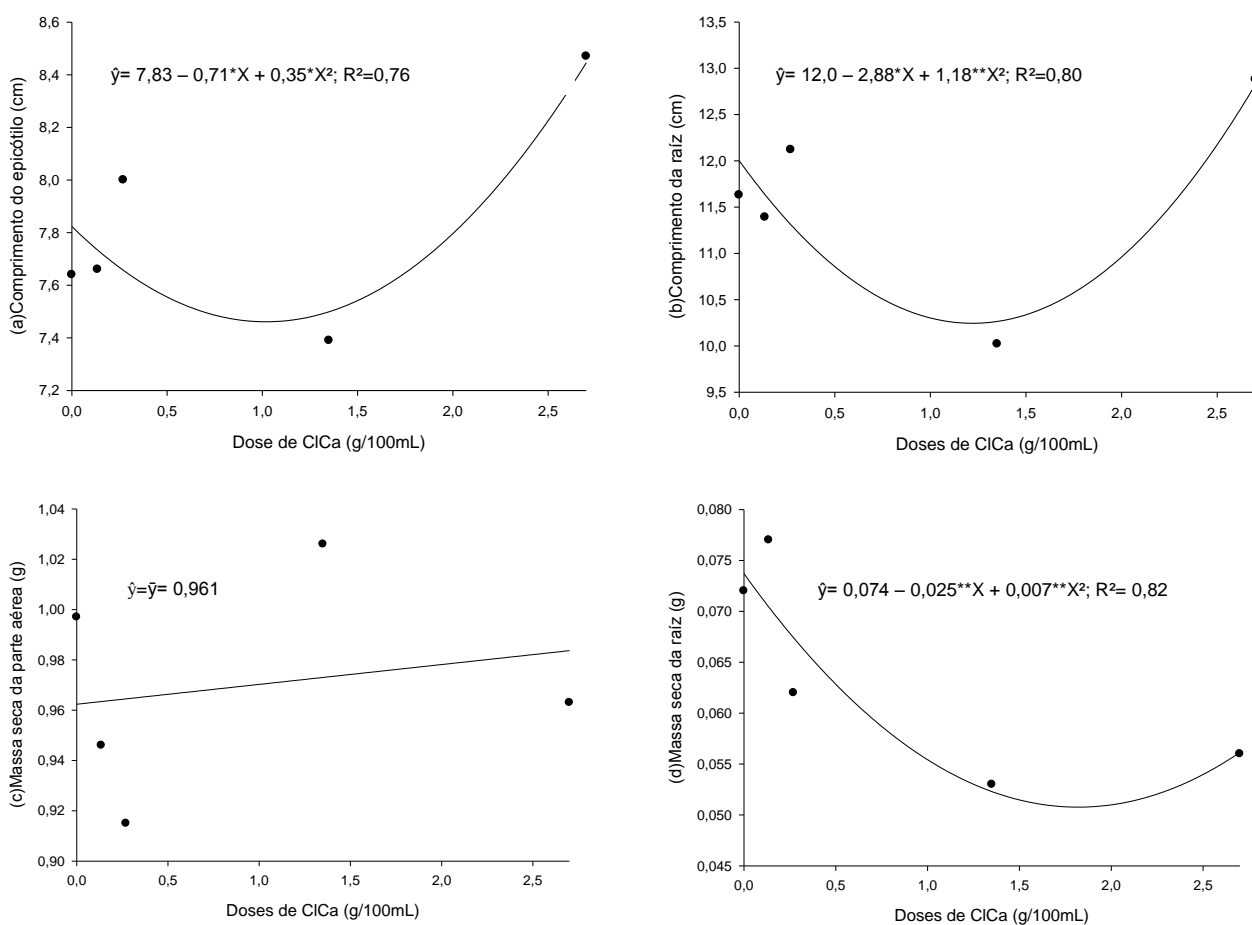 (a)Comprimento do epicótilo (cm)
8,6
8,4
8,2
8,0
7,8
7,6
7,4
7,2
ŷ= 7,83 – 0,71*X + 0,35*X²; R²=0,76
0,0 0,5 1,0 1,5 2,0 2,5
Dose de ClCa (g/100mL)
(b)Comprimento da raíz (cm)
13,5
13,0
12,5
12,0
11,5
11,0
10,5
10,0
9,5
ŷ= 12,0 – 2,88*X + 1,18**X²; R²=0,80
0,0 0,5 1,0 1,5 2,0 2,5
Doses de ClCa (g/100mL)
(c)Massa seca da parte aérea (g)
1,04
1,02
1,00
0,98
0,96
0,94
0,92
0,90
ŷ=ȳ= 0,961
0,0 0,5 1,0 1,5 2,0 2,5
Doses de ClCa (g/100mL)
(d)Massa seca da raíz (g)
0,080
0,075
0,070
0,065
0,060
0,055
0,050
0,045
ŷ= 0,074 – 0,025**X + 0,007**X²; R²= 0,82
0,0 0,5 1,0 1,5 2,0 2,5
Doses de ClCa (g/100mL)